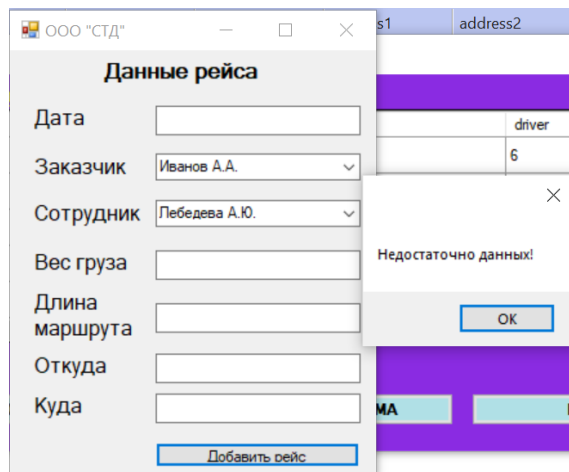 ООО "СТД"
s1
address2
Данные рейса
Дата
driver
Заказчик
Иванов А.А.
6
Сотрудник
Лебедева А.Ю.
Недостаточно данных!
Вес груза
ОК
Длина
маршрута
Откуда
Куда
МА
Добавить рейс